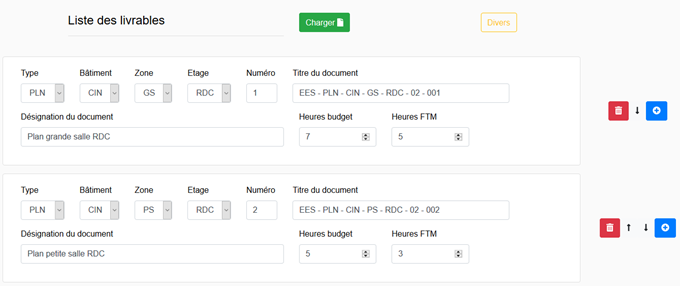 Liste des livrables Charger Divers
Type Bâtiment Zone Etage Numéro Titre du document
PLN CIN GS RDC 1 EES - PLN - CIN - GS - RDC - 02 - 001
Désignation du document Heures budget Heures FTM
Plan grande salle RDC 7 5
Type Bâtiment Zone Etage Numéro Titre du document
PLN CIN PS RDC 2 EES - PLN - CIN - PS - RDC - 02 - 002
Désignation du document Heures budget Heures FTM
Plan petite salle RDC 5 3